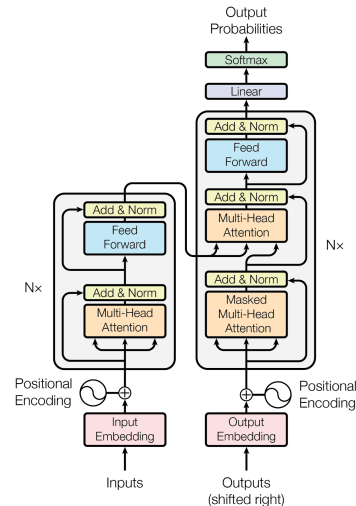 Output
Probabilities
Softmax
Linear
Add & Norm
Feed
Forward
Add & Norm
Multi-Head
Attention
Add & Norm
Masked
Multi-Head
Attention
N×
Positional
Encoding
Output
Embedding
Outputs
(shifted right)
Add & Norm
Feed
Forward
Add & Norm
Multi-Head
Attention
N×
Positional
Encoding
Input
Embedding
Inputs